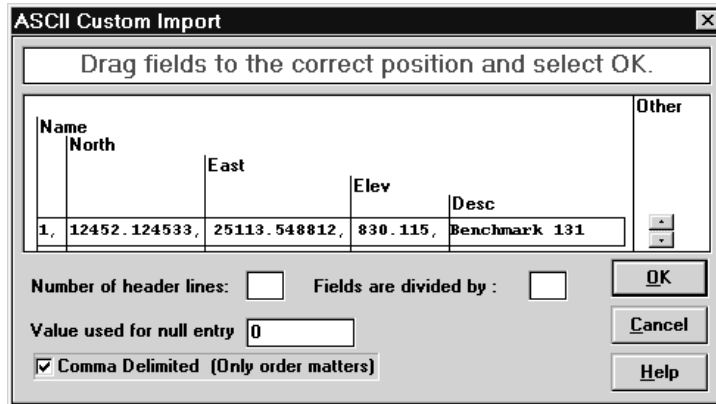 ASCII Custom Import
Drag fields to the correct position and select OK.
Other
Name
North
East
Elev
Desc
1, 12452.124533, 25113.548812, 830.115, Benchmark 131
Number of header lines: Fields are divided by :
OK
Value used for null entry 0
Cancel
Comma Delimited (Only order matters)
Help